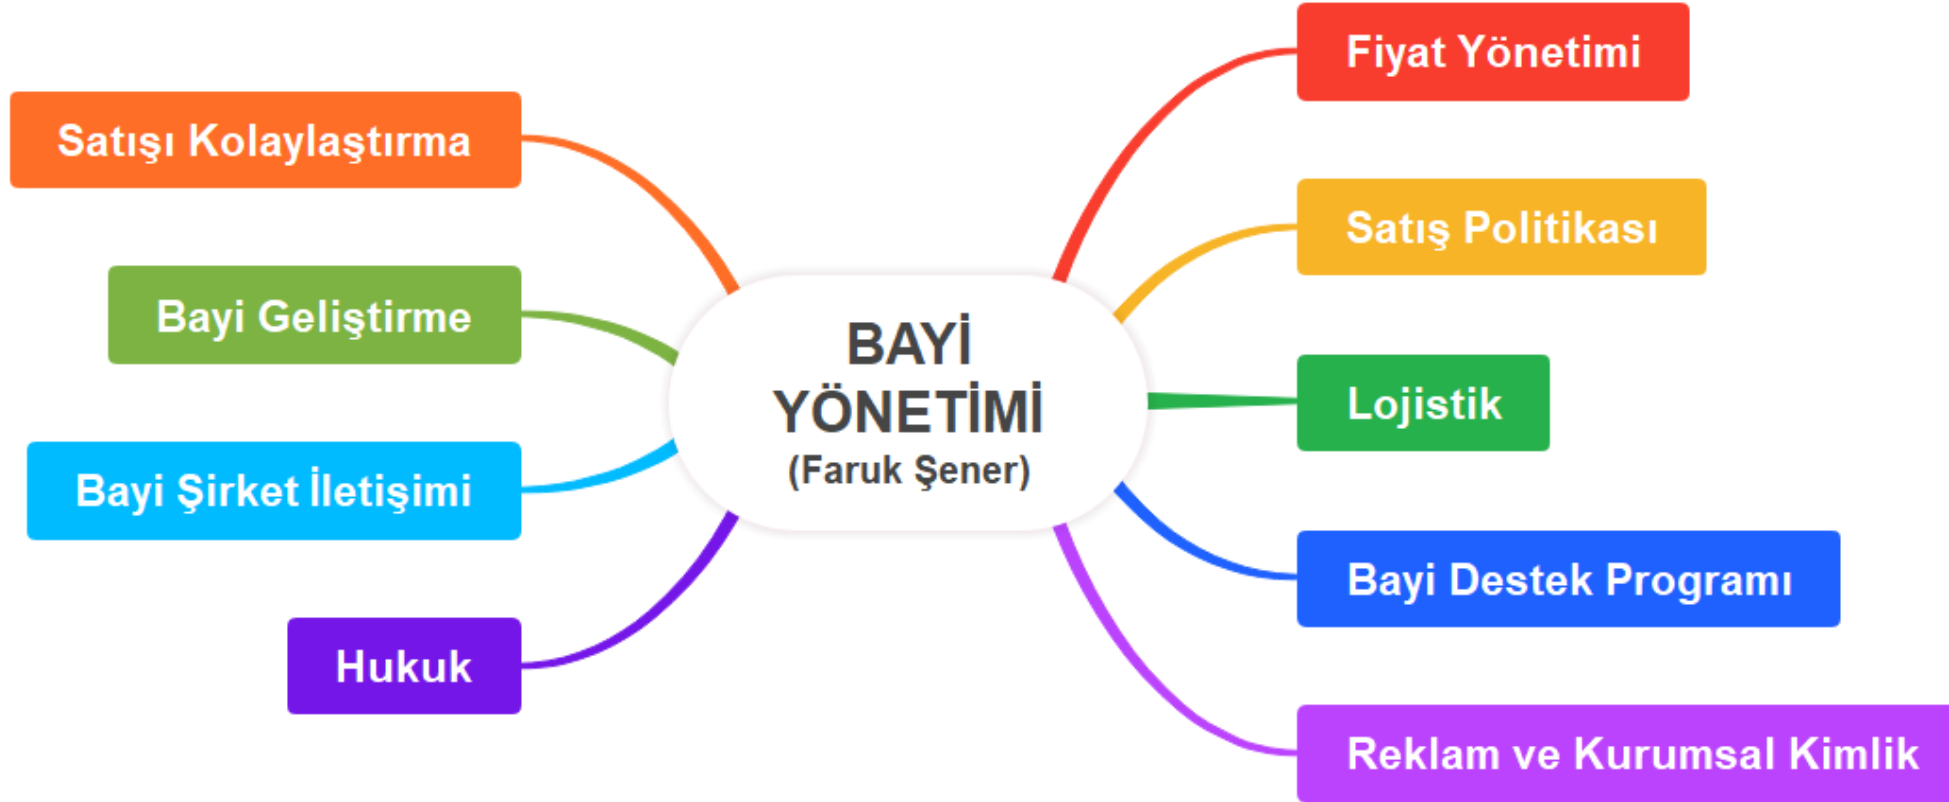 BAYİ
YÖNETİMİ
(Faruk Şener)
Fiyat Yönetimi
Satış Politikası
Lojistik
Bayi Destek Programı
Reklam ve Kurumsal Kimlik
Satışı Kolaylaştırma
Bayi Geliştirme
Bayi Şirket İletişimi
Hukuk